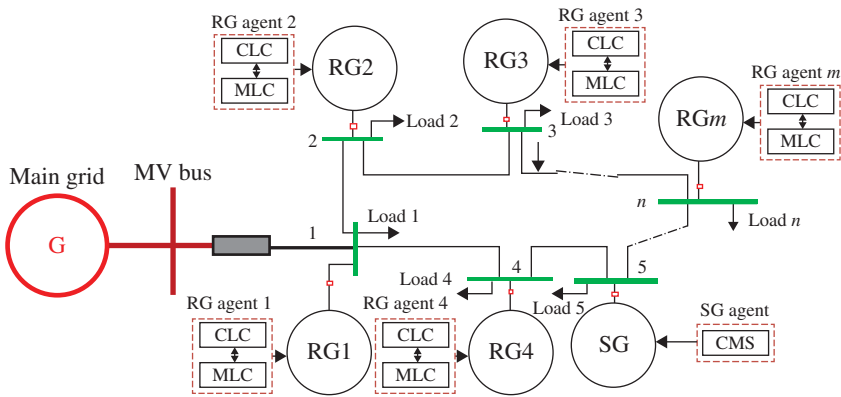 RG agent 2
CLC
MLC
RG2
Load 2
2
RG3
RG agent 3
CLC
MLC
Load 3
3
RG agent m
CLC
MLC
RGm
n
Load n
Main grid
MV bus
G
1
Load 1
Load 4
4
5
Load 5
RG agent 1
CLC
MLC
RG1
RG agent 4
CLC
MLC
RG4
SG
SG agent
CMS